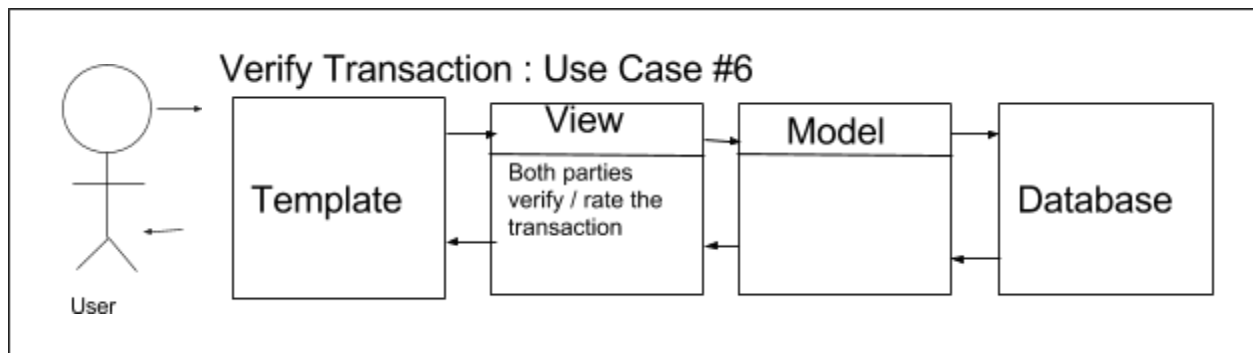 Verify Transaction : Use Case #6
Template
View
Both parties
verify / rate the
transaction
Model
Database
User